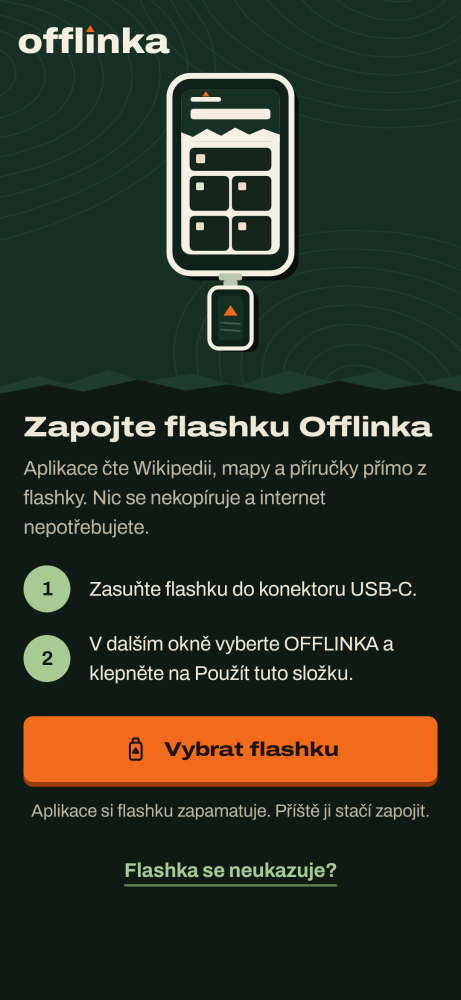 offlinka
Zapojte flashku Offlinka
Aplikace čte Wikipedii, mapy a příručky přímo z
flashky. Nic se nekopíruje a internet
nepotřebujete.
1
Zasuňte flashku do konektoru USB-C.
2
V dalším okně vyberte OFFLINKA a
klepněte na Použít tuto složku.
Vybrat flashku
Aplikace si flashku zapamatuje. Příště ji stačí zapojit.
Flashka se neukazuje?